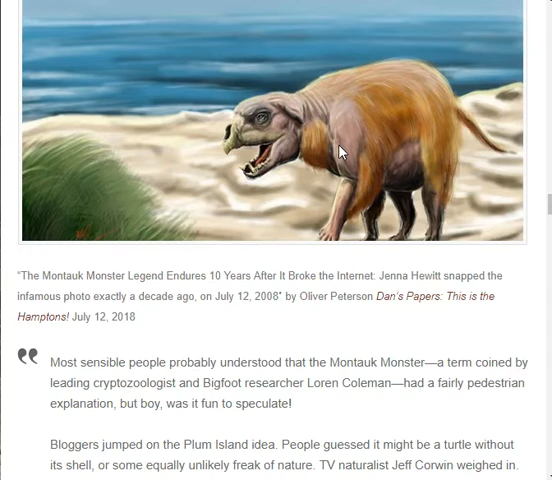 "The Montauk Monster Legend Endures 10 Years After It Broke the Internet: Jenna Hewitt snapped the
infamous photo exactly a decade ago, on July 12, 2008" by Oliver Peterson Dan's Papers: This is the
Hamptons! July 12, 2018
Most sensible people probably understood that the Montauk Monster—a term coined by
leading cryptozoologist and Bigfoot researcher Loren Coleman—had a fairly pedestrian
explanation, but boy, was it fun to speculate!
Bloggers jumped on the Plum Island idea. People guessed it might be a turtle without
its shell, or some equally unlikely freak of nature. TV naturalist Jeff Corwin weighed in.